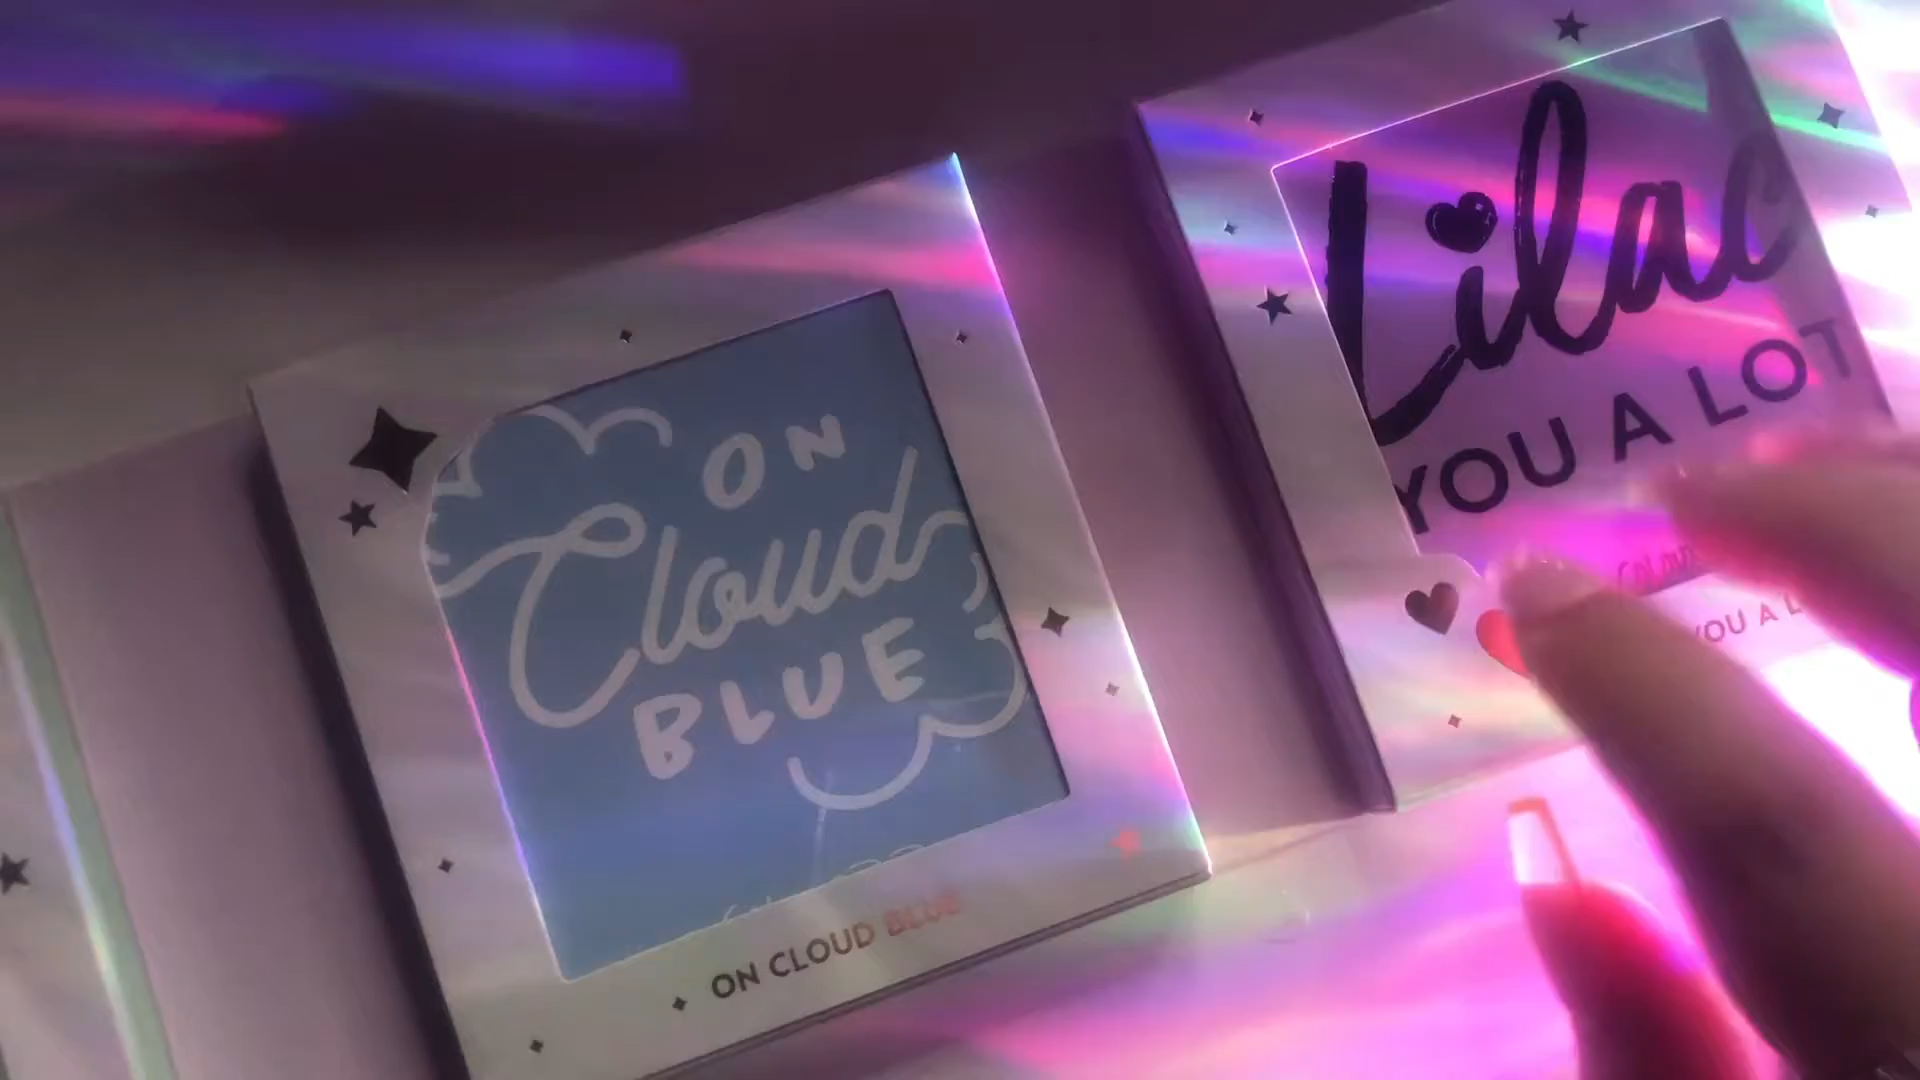 ON
Cloud
BLUE
ON CLOUD BLUE
Lilac
YOU A LOT
YOU A